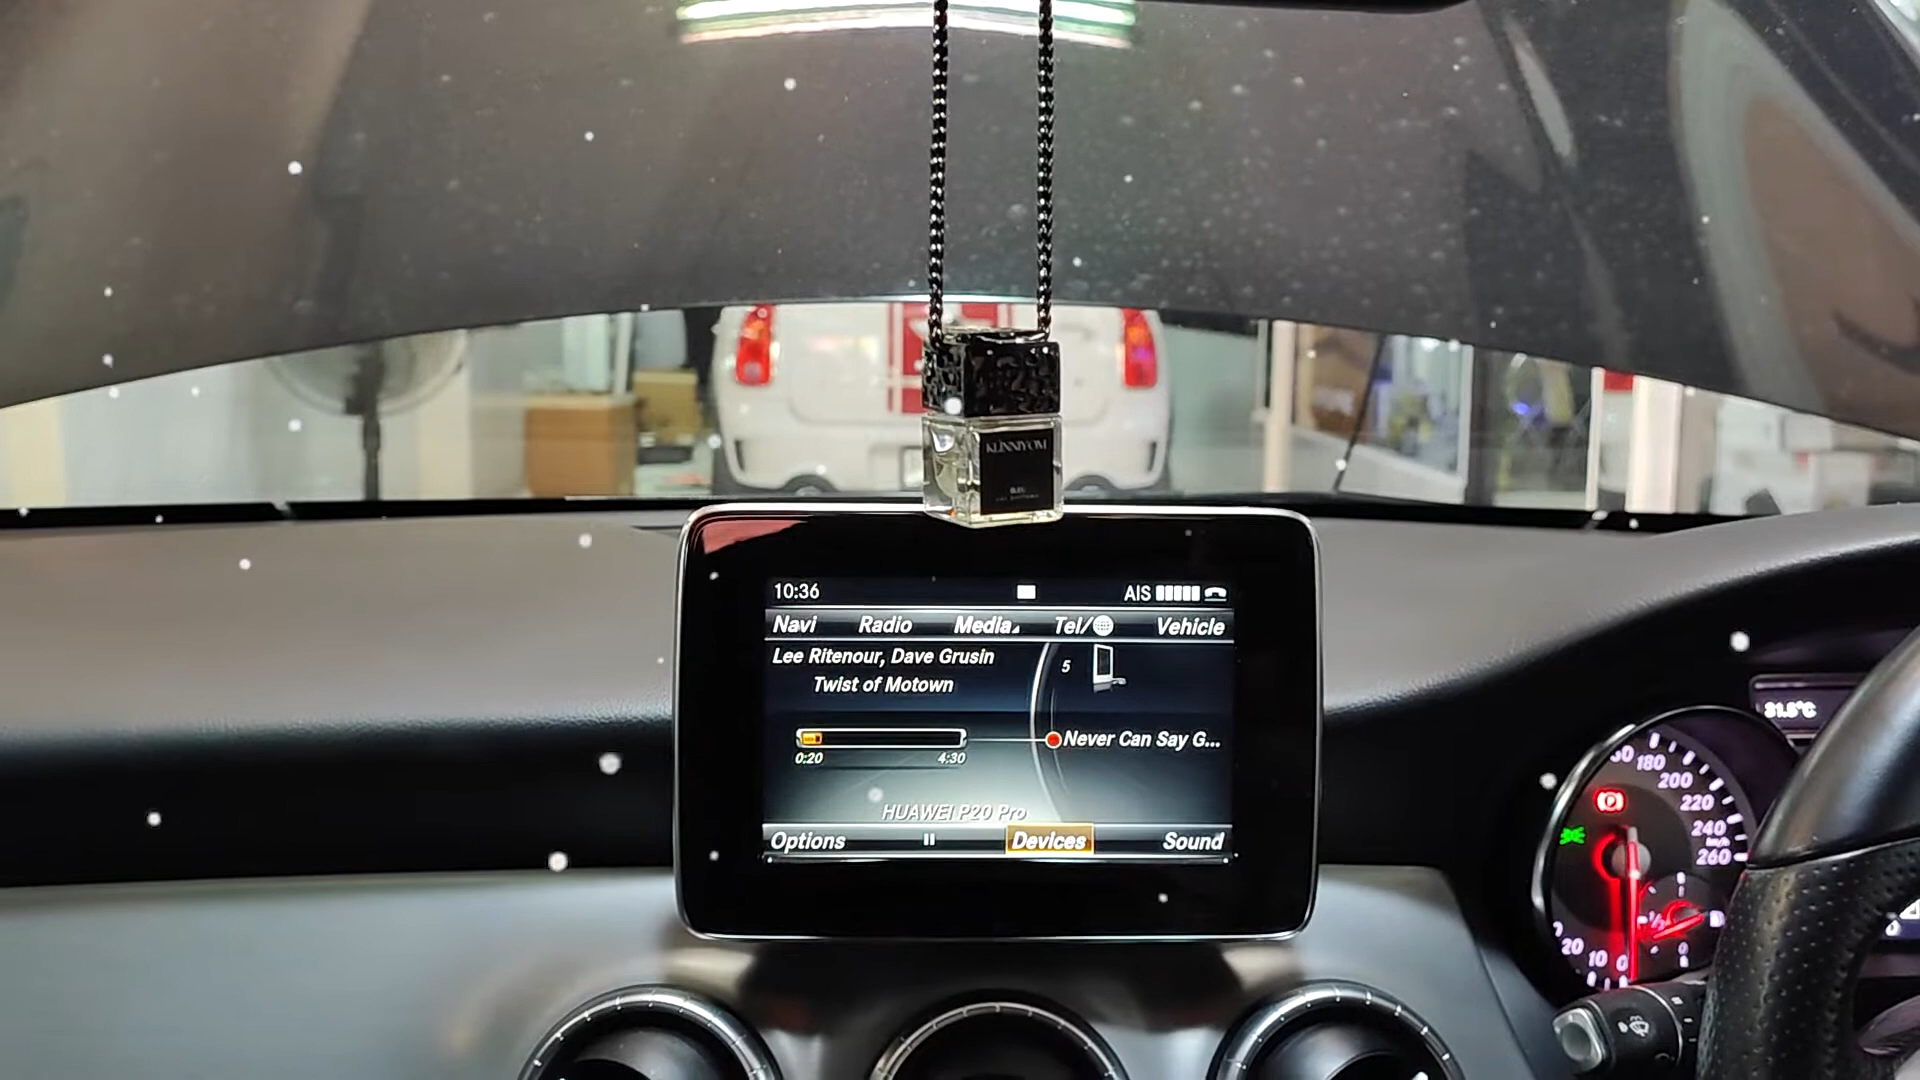 KLINNIYOM
10:36 AIS
Navi Radio Media Tel/ Vehicle
Lee Ritenour, Dave Grusin
Twist of Motown
5
Never Can Say G...
0:20 4:30
HUAWEI P20 Pro
Options Devices Sound
31.5°C
180
200
220
240
km/h
260
20
10
0